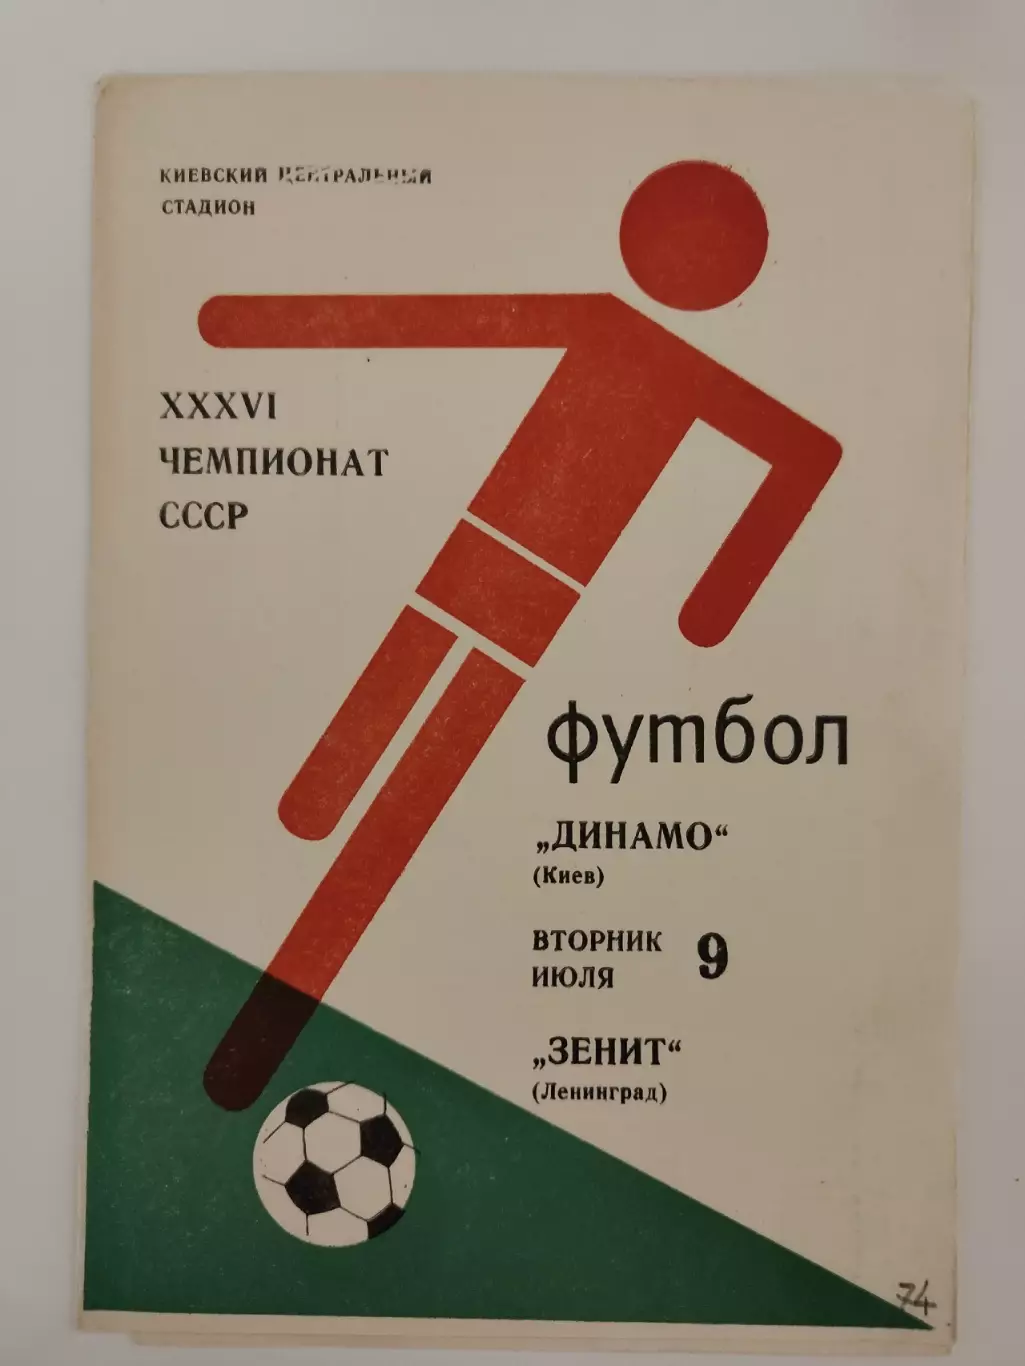 КИЕВСКИЙ ЦЕНТРАЛЬНЫЙ
СТАДИОН
XXXVI
ЧЕМПИОНАТ
СССР
футбол
„ДИНАМО“
(Киев)
ВТОРНИК 9
ИЮЛЯ
„ЗЕНИТ“
(Ленинград)
74